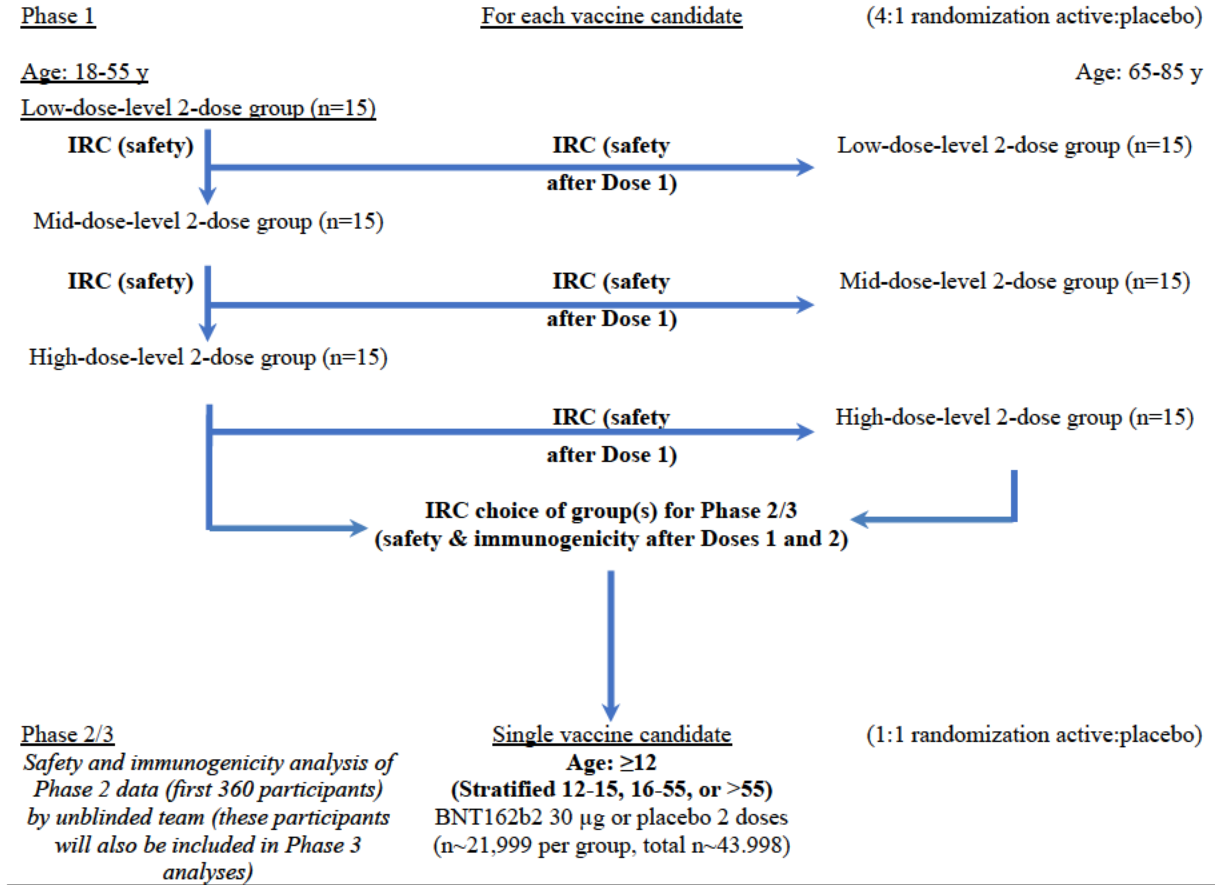 Phase 1 For each vaccine candidate (4:1 randomization active:placebo)
Age: 18-55 y Age: 65-85 y
Low-dose-level 2-dose group (n=15)
IRC (safety) IRC (safety Low-dose-level 2-dose group (n=15)
after Dose 1)
Mid-dose-level 2-dose group (n=15)
IRC (safety) IRC (safety Mid-dose-level 2-dose group (n=15)
after Dose 1)
High-dose-level 2-dose group (n=15)
IRC (safety High-dose-level 2-dose group (n=15)
after Dose 1)
IRC choice of group(s) for Phase 2/3
(safety & immunogenicity after Doses 1 and 2)
Phase 2/3 Single vaccine candidate (1:1 randomization active:placebo)
Safety and immunogenicity analysis of
Phase 2 data (first 360 participants)
by unblinded team (these participants
will also be included in Phase 3
analyses)
Age: ≥12
(Stratified 12-15, 16-55, or >55)
BNT162b2 30 µg or placebo 2 doses
(n~21,999 per group, total n~43.998)